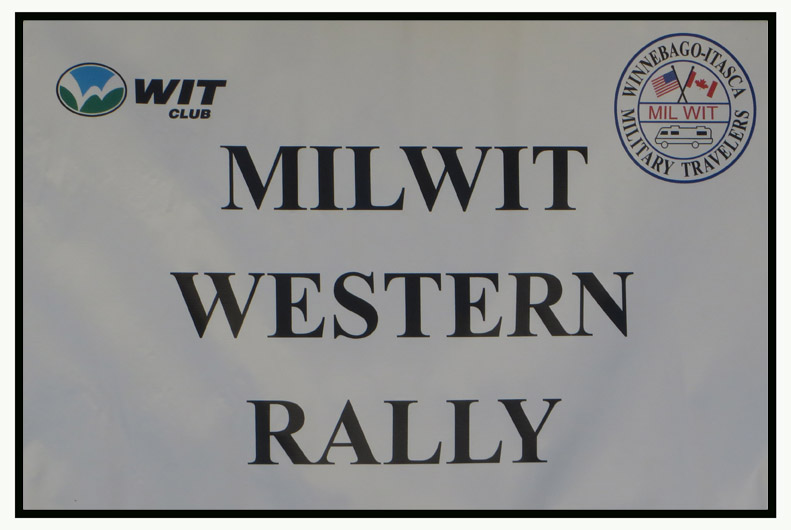 WIT
CLUB
WINNEBAGO-ITASCA
MIL WIT
MILITARY TRAVELERS
MILWIT
WESTERN
RALLY